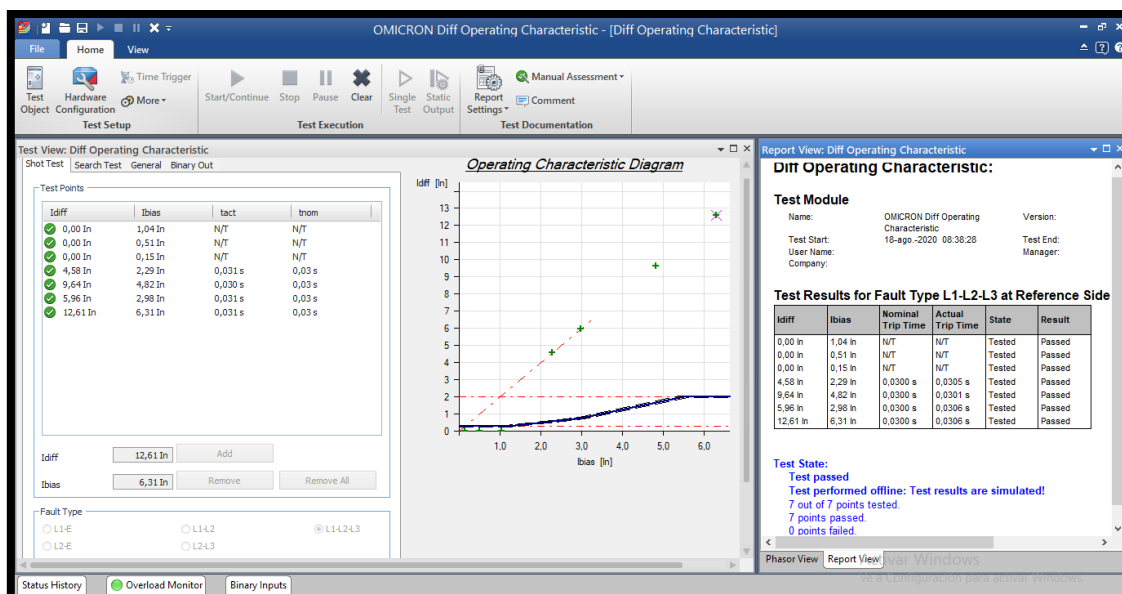 OMICRON Diff Operating Characteristic - [Diff Operating Characteristic]
File Home View
Test Object
Hardware Configuration
Time Trigger
More
Test Setup
Start/Continue Stop Pause Clear
Single Test
Static Output
Test Execution
Report Settings
Manual Assessment
Comment
Test Documentation
Test View: Diff Operating Characteristic
Shot Test Search Test General Binary Out
Test Points
Idiff Ibias tact tnom
0,00 In 1,04 In N/T N/T
0,00 In 0,51 In N/T N/T
0,00 In 0,15 In N/T N/T
4,58 In 2,29 In 0,031 s 0,03 s
9,64 In 4,82 In 0,030 s 0,03 s
5,96 In 2,98 In 0,031 s 0,03 s
12,61 In 6,31 In 0,031 s 0,03 s
Idiff 12,61 In Add
Ibias 6,31 In Remove Remove All
Fault Type
L1-E L1-L2 L1-L2-L3
L2-E L2-L3
Operating Characteristic Diagram
Idiff [In]
13
12
11
10
9
8
7
6
5
4
3
2
1
0
1,0 2,0 3,0 4,0 5,0 6,0
Ibias [In]
Report View: Diff Operating Characteristic
Diff Operating Characteristic:
Test Module
Name: OMICRON Diff Operating Version:
Characteristic
Test Start: 18-ago.-2020 08:38:28 Test End:
User Name: Manager:
Company:
Test Results for Fault Type L1-L2-L3 at Reference Side
Idiff Ibias Nominal Trip Time Actual Trip Time State Result
0,00 In 1,04 In N/T N/T Tested Passed
0,00 In 0,51 In N/T N/T Tested Passed
0,00 In 0,15 In N/T N/T Tested Passed
4,58 In 2,29 In 0,0300 s 0,0305 s Tested Passed
9,64 In 4,82 In 0,0300 s 0,0301 s Tested Passed
5,96 In 2,98 In 0,0300 s 0,0306 s Tested Passed
12,61 In 6,31 In 0,0300 s 0,0306 s Tested Passed
Test State:
Test passed
Test performed offline: Test results are simulated!
7 out of 7 points tested.
7 points passed.
0 points failed.
Phasor View Report View
Activar Windows
Ve a Configuración para activar Windows.
Status History Overload Monitor Binary Inputs